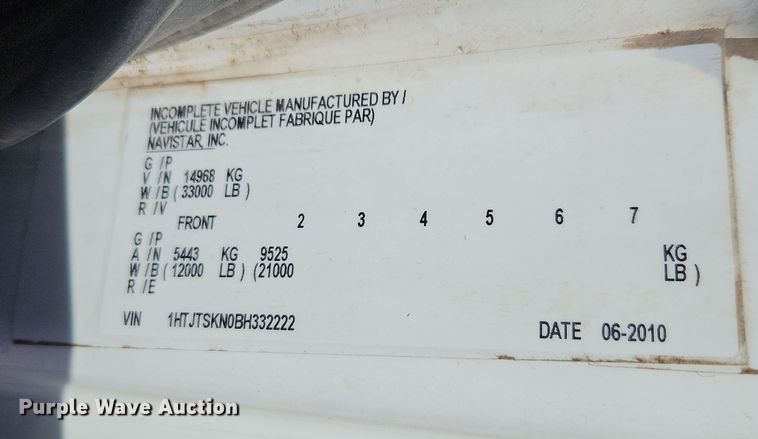 INCOMPLETE VEHICLE MANUFACTURED BY /
(VEHICULE INCOMPLET FABRIQUE PAR)
NAVISTAR, INC.
G /P
V /N 14968 KG
W /B ( 33000 LB )
R /V
FRONT 2 3 4 5 6 7
G /P
A /N 5443 KG 9525 KG
W /B ( 12000 LB ) (21000 LB )
R /E
VIN 1HTJTSKN0BH332222 DATE 06-2010
Purple Wave Auction